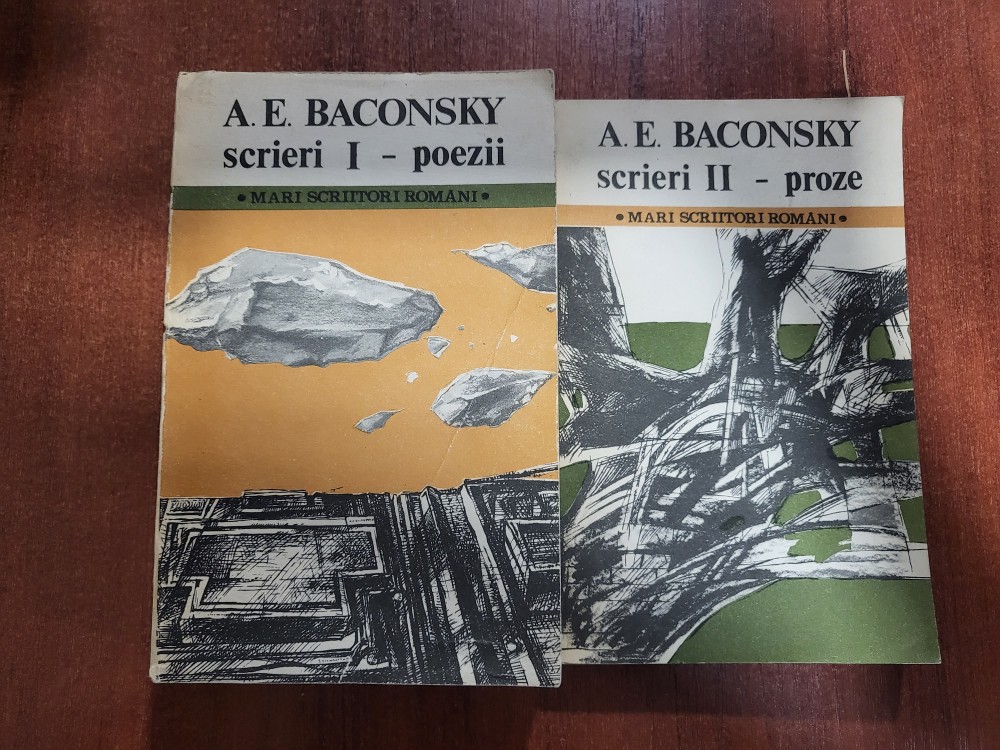 A. E. BACONSKY
scrieri I - poezii
• MARI SCRIITORI ROMÂNI •
A. E. BACONSKY
scrieri II - proze
• MARI SCRIITORI ROMÂNI •